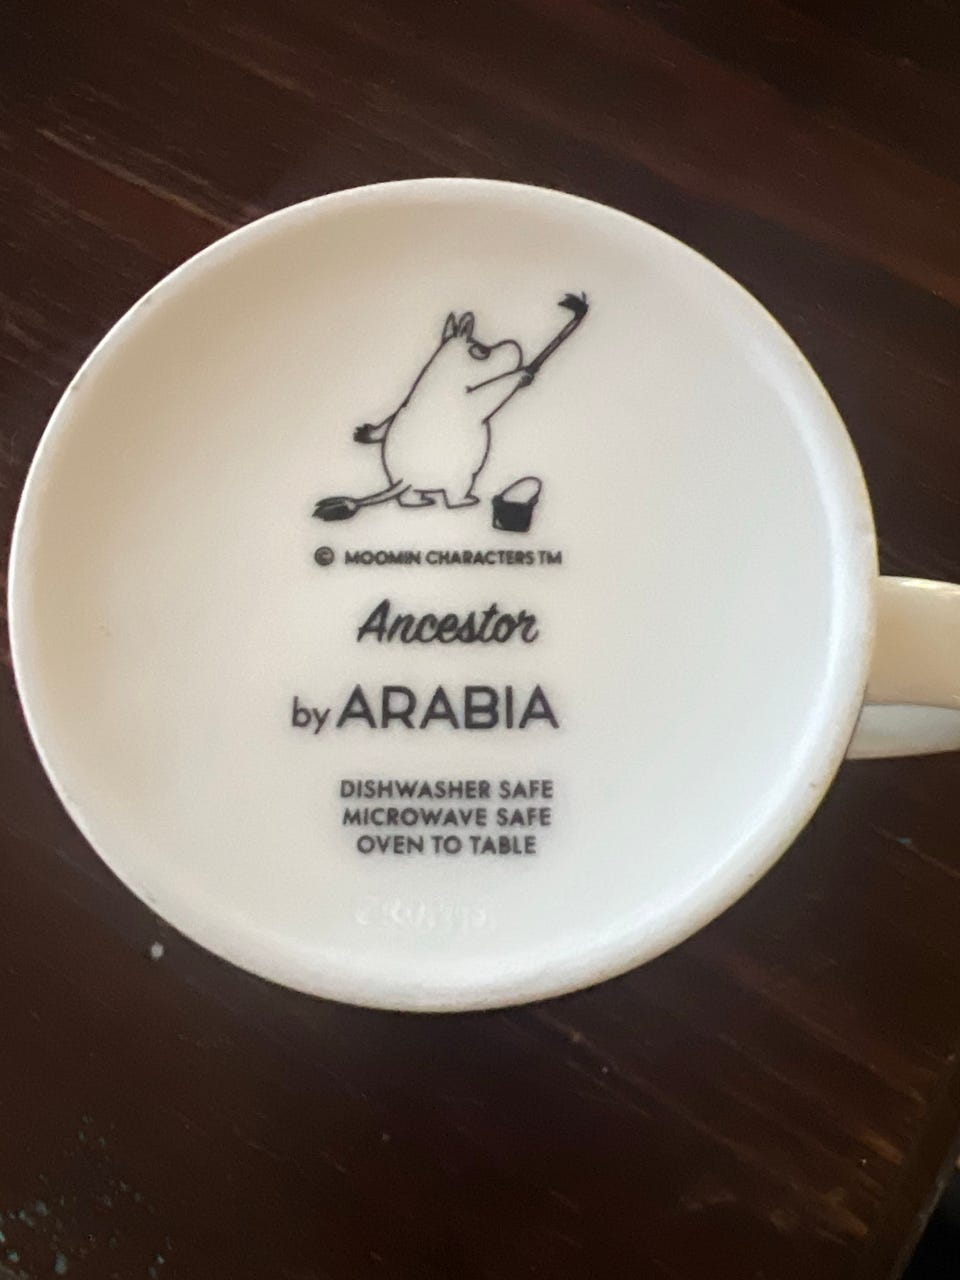 © MOOMIN CHARACTERS TM
Ancestor
by ARABIA
DISHWASHER SAFE
MICROWAVE SAFE
OVEN TO TABLE